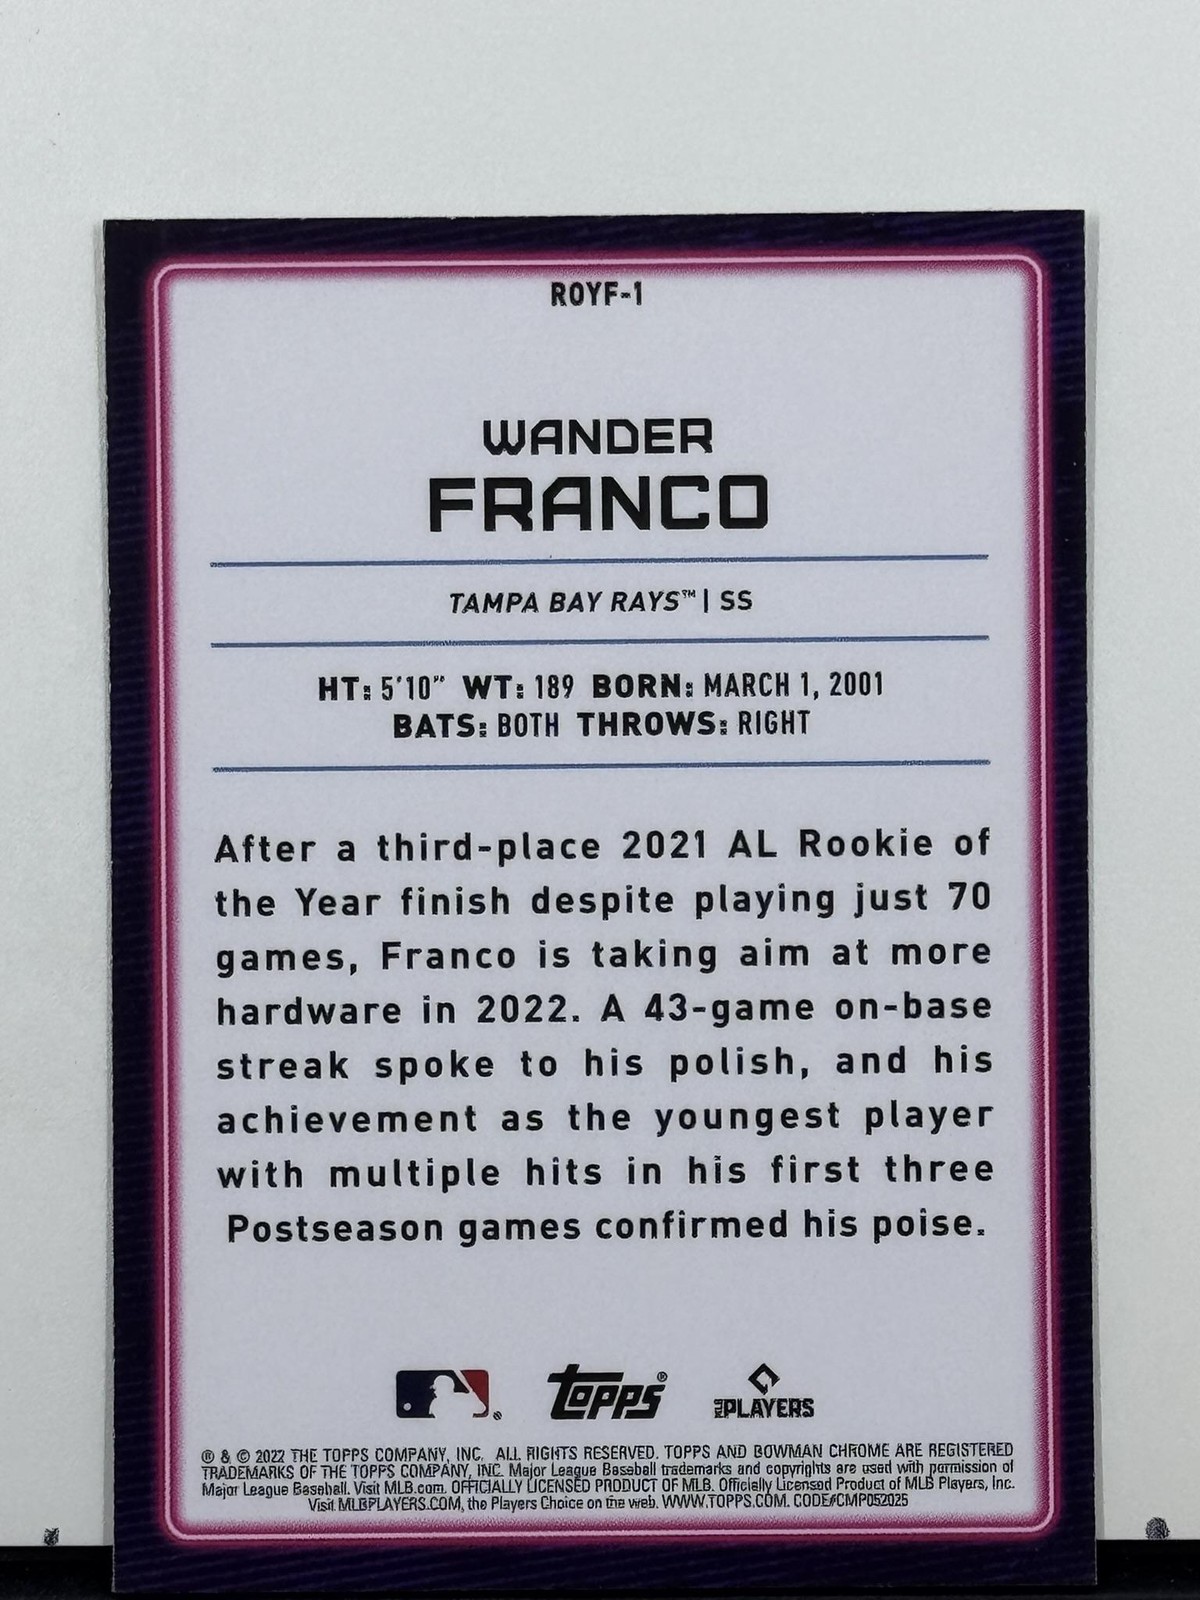 ROYF-1
WANDER
FRANCO
TAMPA BAY RAYS™ | SS
HT: 5'10" WT: 189 BORN: MARCH 1, 2001
BATS: BOTH THROWS: RIGHT
After a third-place 2021 AL Rookie of
the Year finish despite playing just 70
games, Franco is taking aim at more
hardware in 2022. A 43-game on-base
streak spoke to his polish, and his
achievement as the youngest player
with multiple hits in his first three
Postseason games confirmed his poise.
Topps® PLAYERS
® & © 2022 THE TOPPS COMPANY, INC. ALL RIGHTS RESERVED. TOPPS AND BOWMAN CHROME ARE REGISTERED
TRADEMARKS OF THE TOPPS COMPANY, INC. Major League Baseball trademarks and copyrights are used with permission of
Major League Baseball. Visit MLB.com. OFFICIALLY LICENSED PRODUCT OF MLB. Officially Licensed Product of MLB Players, Inc.
Visit MLBPLAYERS.COM, the Players Choice on the web. WWW.TOPPS.COM. CODE#CMP052025